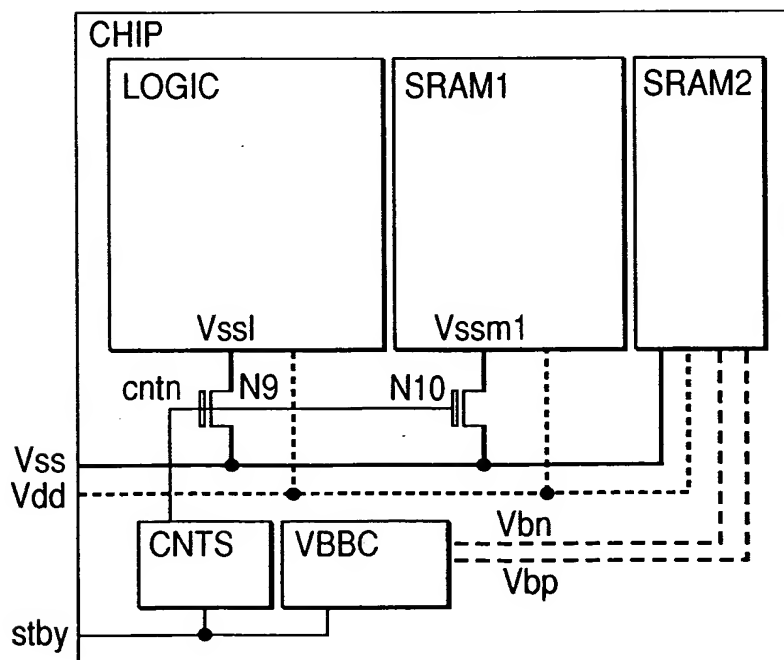 CHIP
LOGIC
SRAM1
SRAM2
Vssl
Vssm1
cntn
N9
N10
Vss
Vdd
CNTS
VBBC
Vbn
Vbp
stby